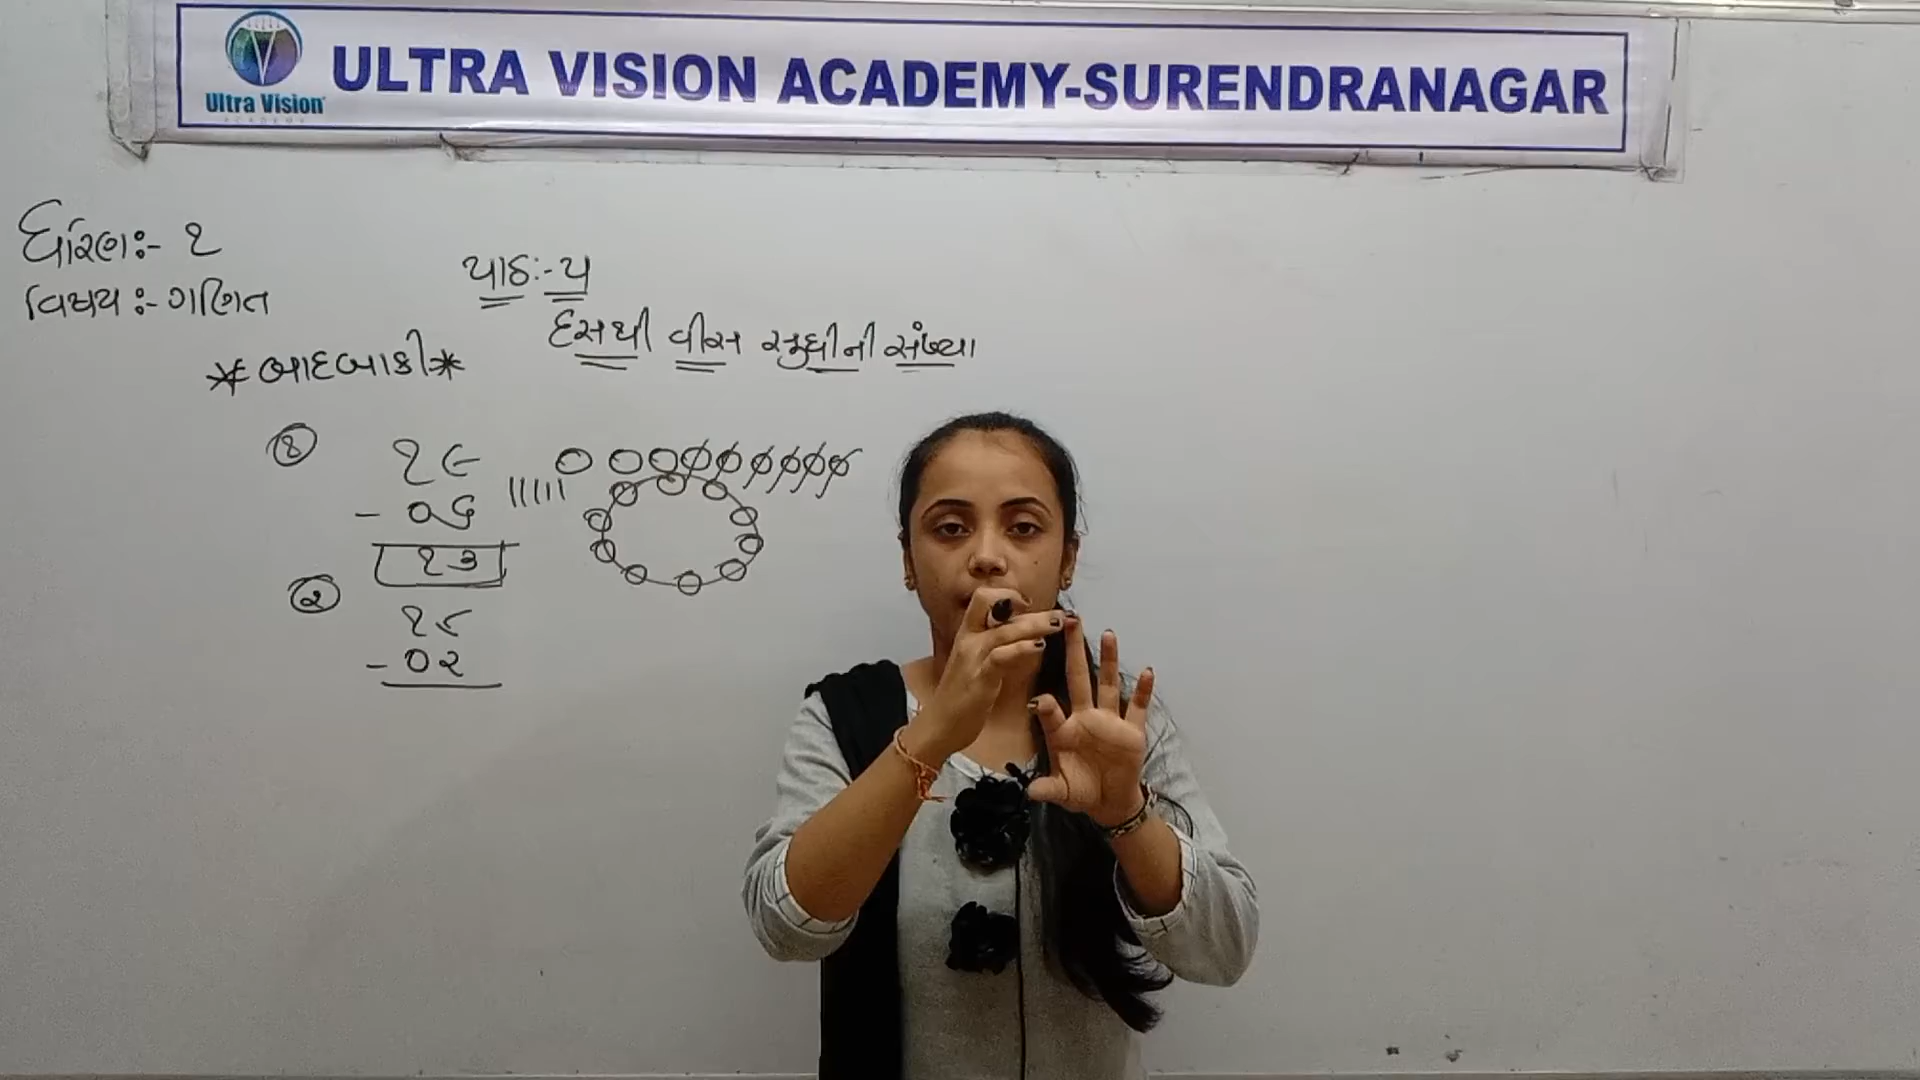 ULTRA VISION ACADEMY-SURENDRANAGAR
Ultra Vision
ACADEMY
ધોરણ:- ૧
વિષય:- ગણિત
પાઠ:- ૫
દસથી વીસ સુધીની સંખ્યા
*બાદબાકી*
૧૯
- ૦૬
૧૩
૨
૧૮
- ૦૨